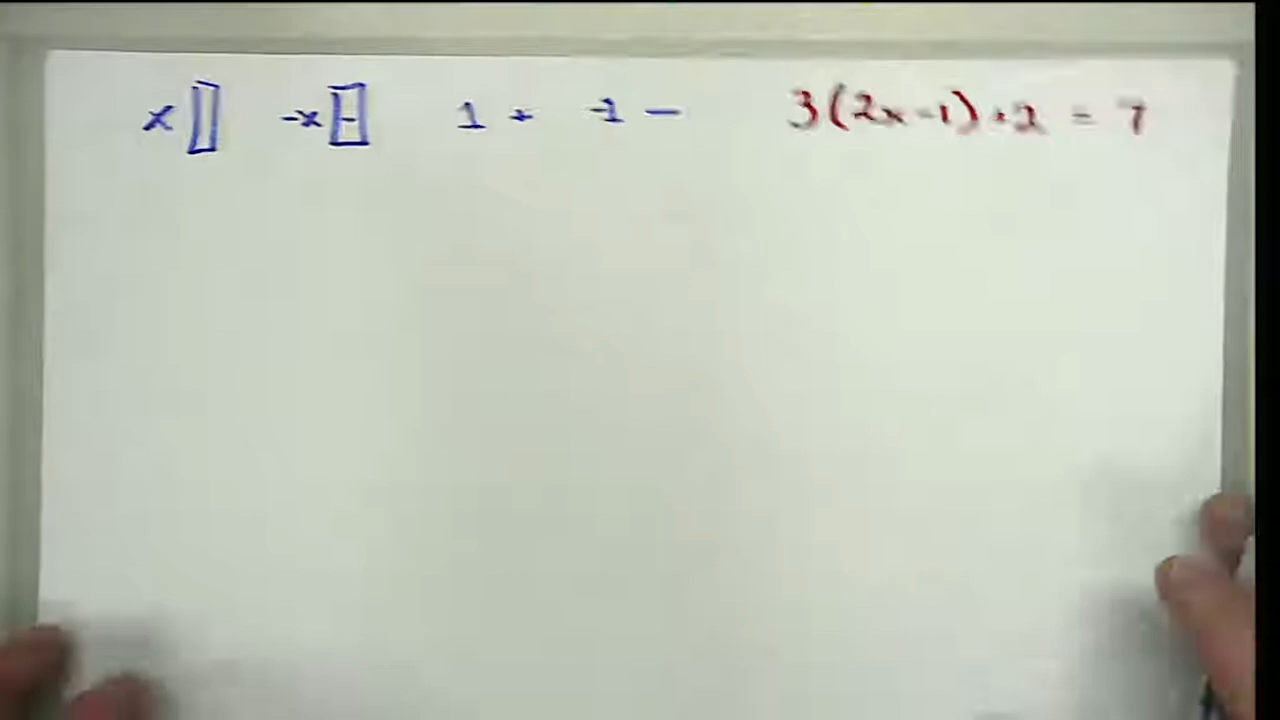 x -x 1 + -1 − 3(2x-1)+2 = 7